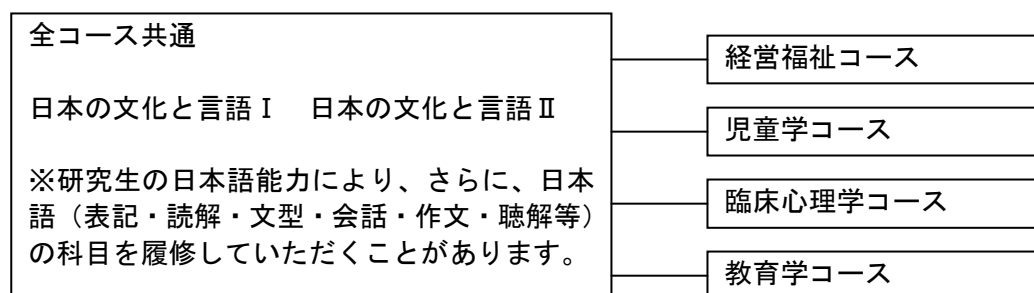 全コース共通
日本の文化と言語Ⅰ　日本の文化と言語Ⅱ
※研究生の日本語能力により、さらに、日本
語（表記・読解・文型・会話・作文・聴解等）
の科目を履修していただくことがあります。
経営福祉コース
児童学コース
臨床心理学コース
教育学コース